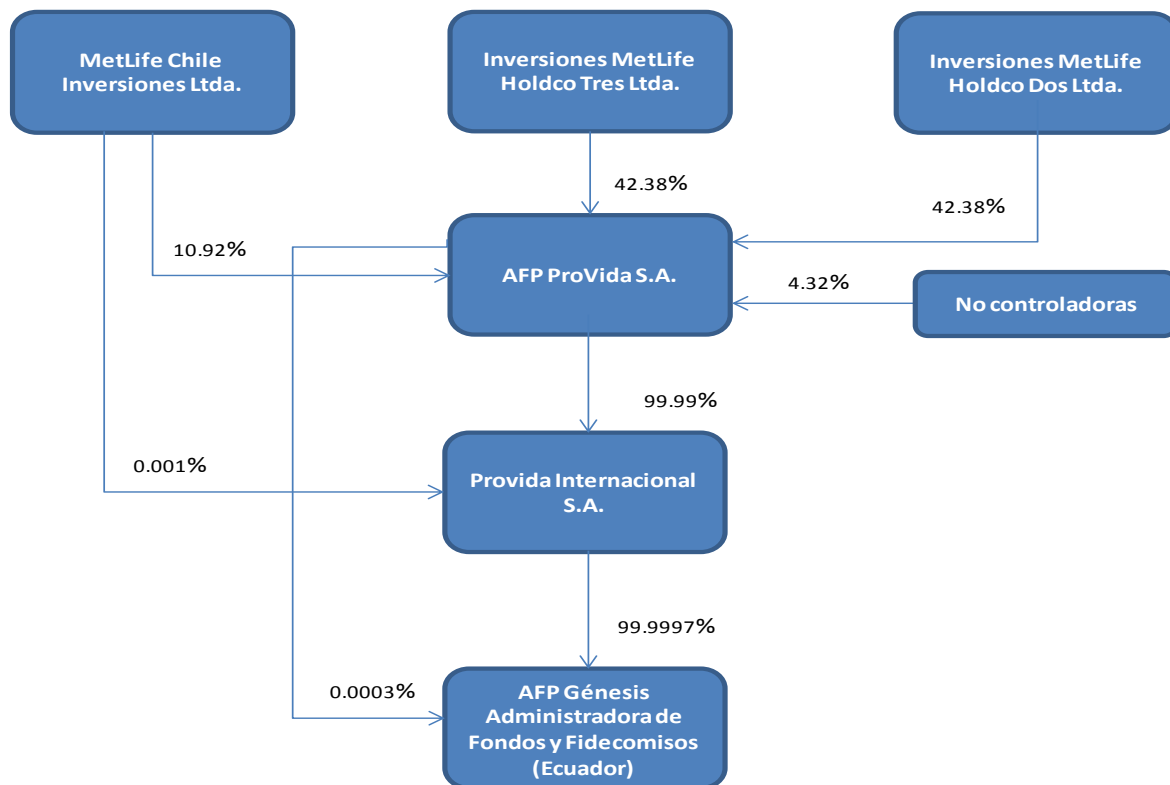 MetLife Chile
Inversiones Ltda.
Inversiones MetLife
Holdco Tres Ltda.
Inversiones MetLife
Holdco Dos Ltda.
42.38%
42.38%
10.92%
AFP ProVida S.A.
4.32%
No controladoras
99.99%
0.001%
Provida Internacional
S.A.
99.9997%
0.0003%
AFP Génesis
Administradora de
Fondos y Fidecomisos
(Ecuador)